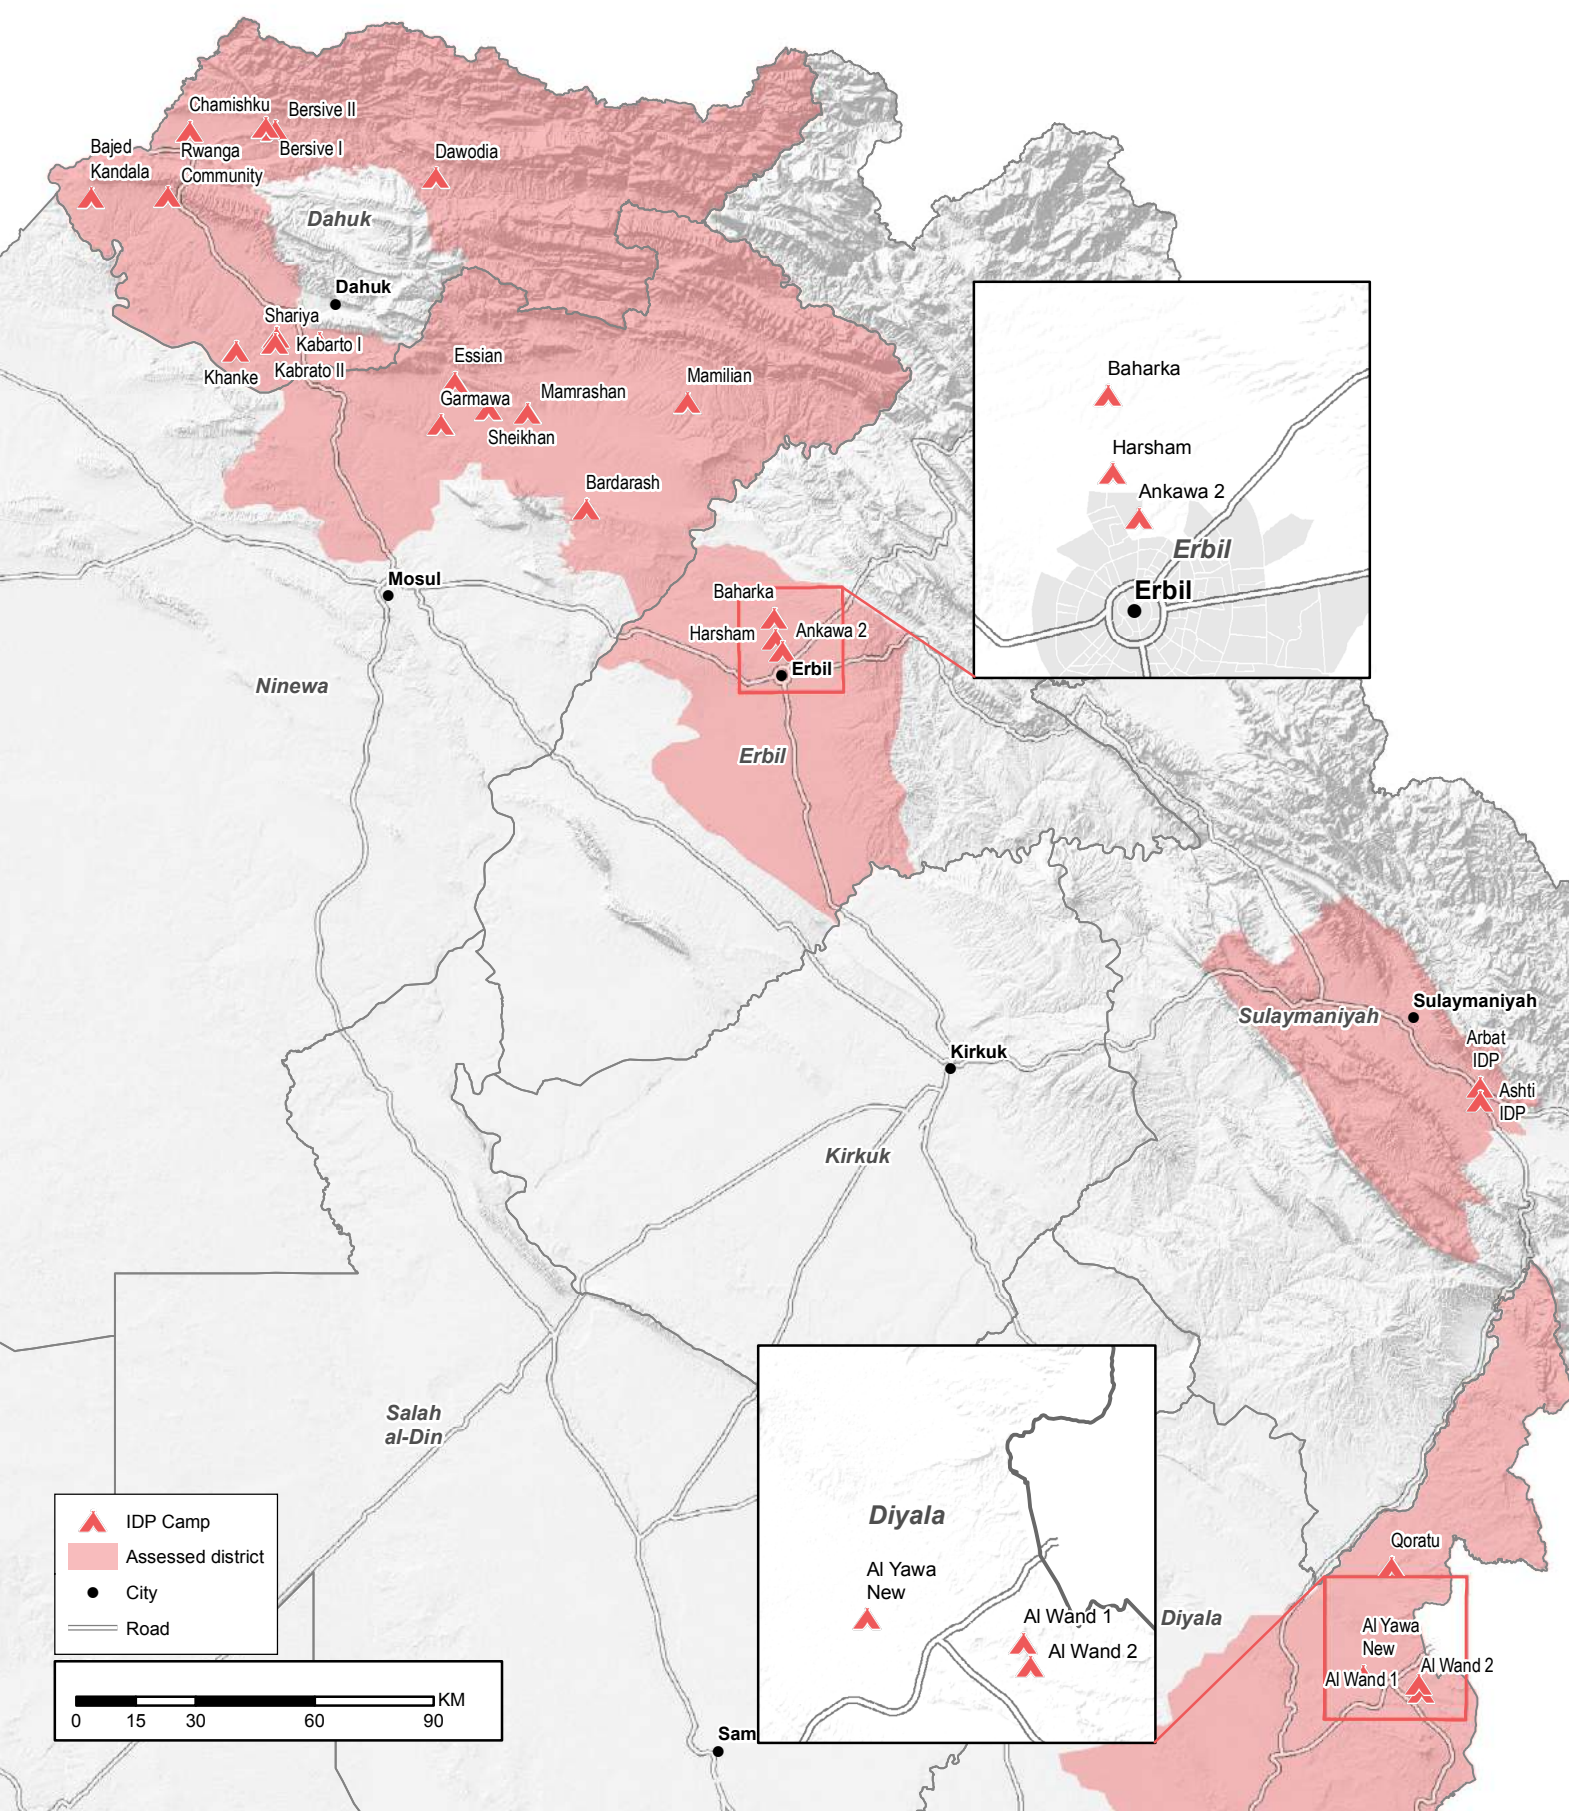 Chamishku
Bersive II
Bajed
Kandala
Rwanga
Community
Bersive I
Dawodia
Dahuk
Dahuk
Shariya
Kabarto I
Khanke
Kabrato II
Essian
Garmawa
Mamrashan
Sheikhan
Mamilian
Bardarash
Baharka
Harsham
Ankawa 2
Erbil
Erbil
Mosul
Baharka
Harsham
Ankawa 2
Erbil
Ninewa
Erbil
Sulaymaniyah
Sulaymaniyah
Arbat
IDP
Ashti
IDP
Kirkuk
Kirkuk
Salah
al-Din
Diyala
Al Yawa
New
Al Wand 1
Al Wand 2
Qoratu
Diyala
Al Yawa
New
Al Wand 1
Al Wand 2
IDP Camp
Assessed district
City
Road
KM
0 15 30 60 90
Sam